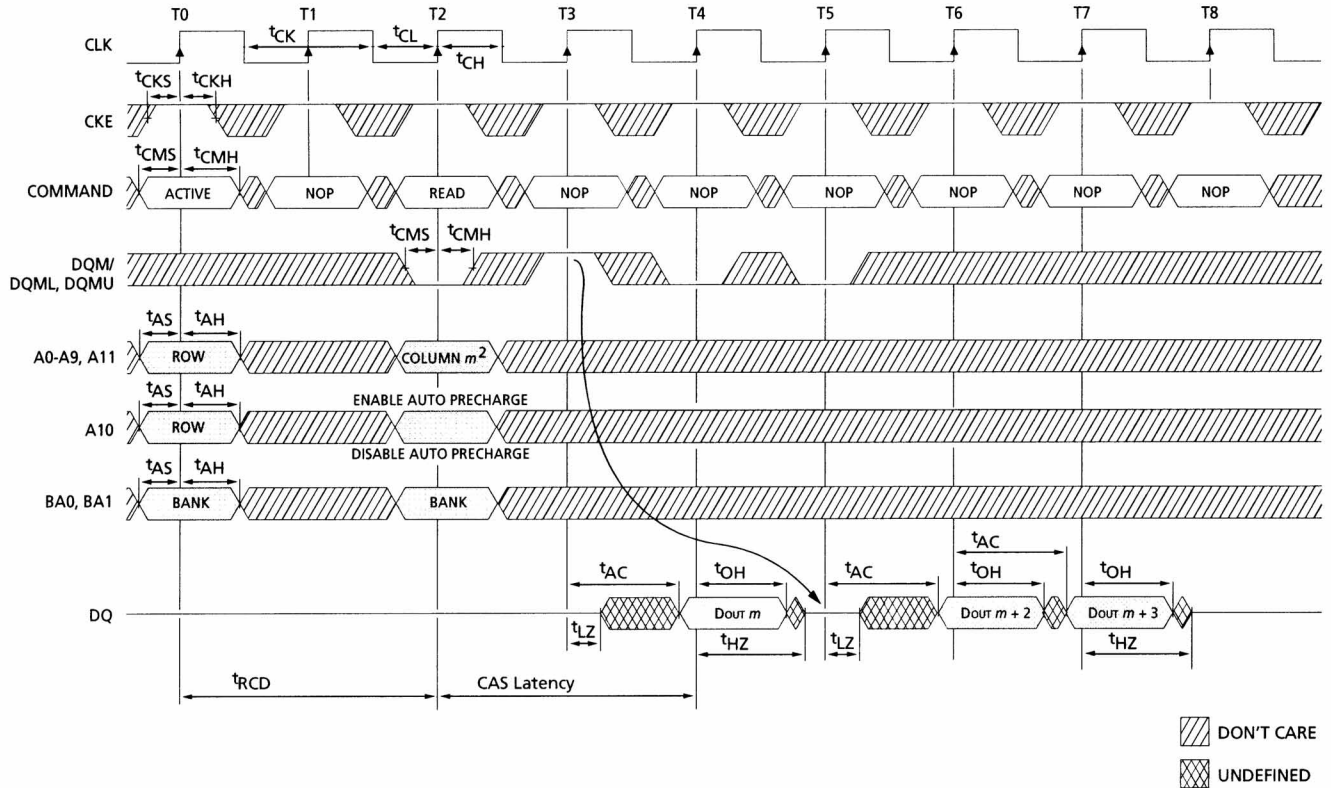 T0 T1 T2 T3 T4 T5 T6 T7 T8
CLK
tCK tCL
tCH
tCKS tCKH
CKE
tCMS tCMH
COMMAND ACTIVE NOP READ NOP NOP NOP NOP NOP NOP
tCMS tCMH
DQM/
DQML, DQMU
tAS tAH
A0-A9, A11 ROW COLUMN m2
tAS tAH ENABLE AUTO PRECHARGE
A10 ROW
DISABLE AUTO PRECHARGE
tAS tAH
BA0, BA1 BANK BANK
tAC
tAC tOH tAC tOH tOH
DQ DOUT m DOUT m + 2 DOUT m + 3
tLZ tHZ tLZ tHZ
tRCD CAS Latency
DON'T CARE
UNDEFINED